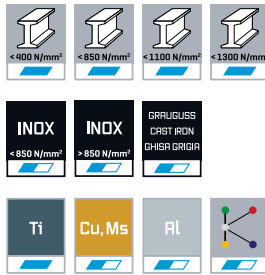 <400 N/mm²
<850 N/mm²
<1100 N/mm²
<1300 N/mm²
INOX
<850 N/mm²
INOX
>850 N/mm²
GRAUGUSS
CAST IRON
GHISA GRIGIA
Ti
Cu, Ms
Al